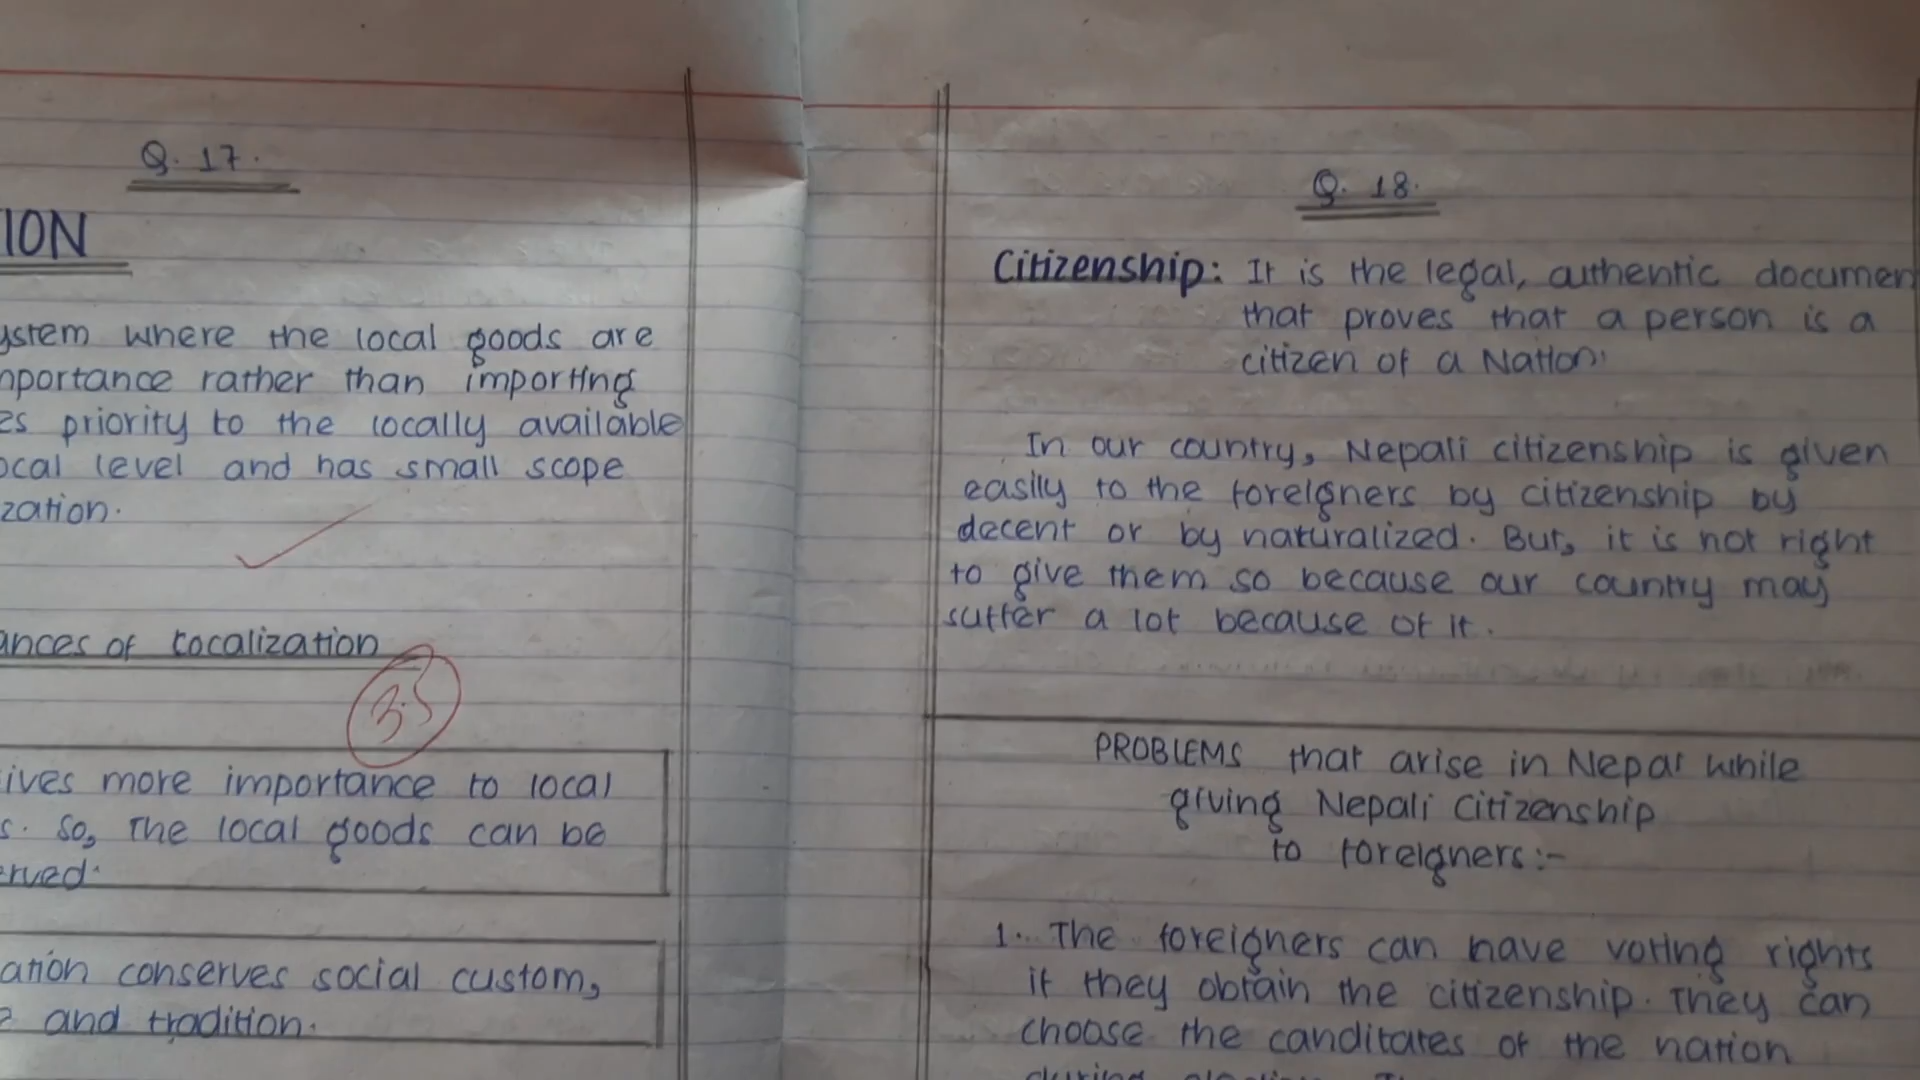 Q. 17.
ION
ystem where the local goods are
mportance rather than importing
es priority to the locally available
ocal level and has small scope
zation.
ances of Localization
3.5
ives more importance to local
s. So, The local goods can be
erved.
ation conserves social custom,
e and tradition.
Q. 18.
Citizenship: It is the legal, authentic documen
that proves that a person is a
citizen of a Nation.
In our country, Nepali citizenship is given
easily to the foreigners by citizenship by
decent or by naturalized. But, it is not right
to give them so because our country may
suffer a lot because of it.
PROBLEMS that arise in Nepal while
giving Nepali Citizenship
to foreigners:-
1. The foreigners can have voting rights
if they obtain the citizenship. They can
choose the canditates of the nation